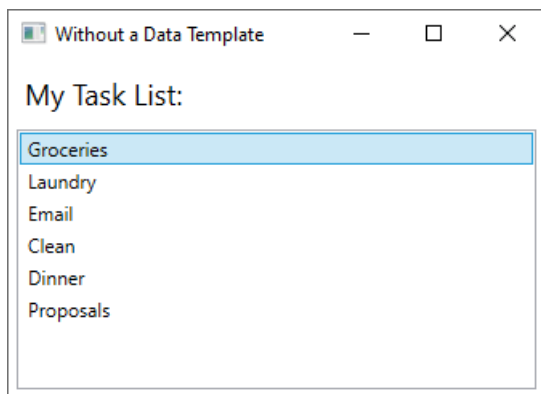 Without a Data Template
My Task List:
Groceries
Laundry
Email
Clean
Dinner
Proposals